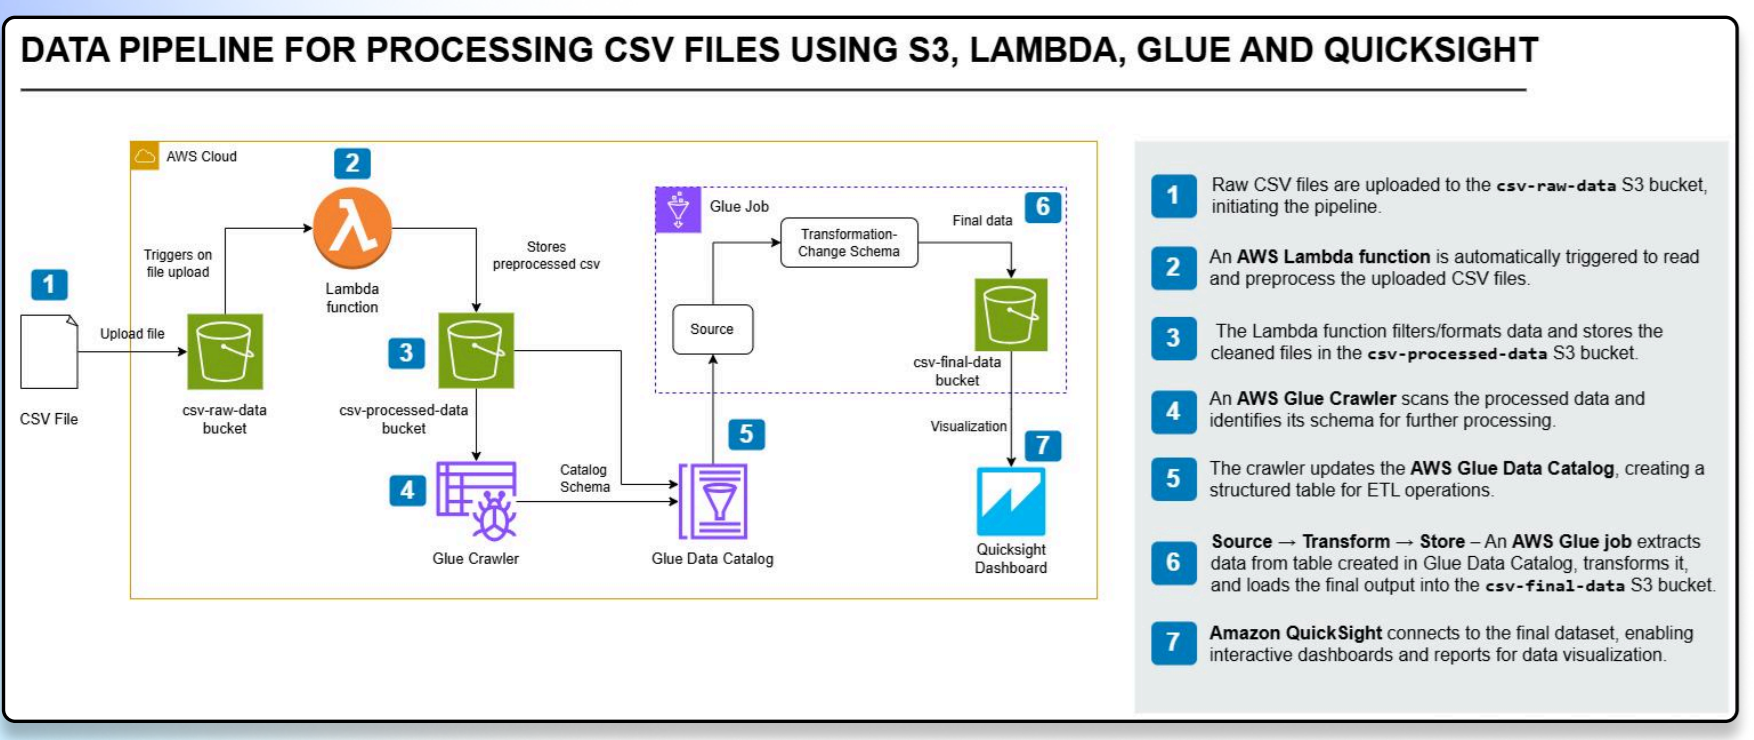 DATA PIPELINE FOR PROCESSING CSV FILES USING S3, LAMBDA, GLUE AND QUICKSIGHT
AWS Cloud
1
CSV File
Upload file
csv-raw-data
bucket
Triggers on
file upload
2
Lambda
function
Stores
preprocessed csv
3
csv-processed-data
bucket
4
Glue Crawler
Catalog
Schema
5
Glue Data Catalog
Glue Job
6
Source
Transformation-
Change Schema
Final data
csv-final-data
bucket
Visualization
7
Quicksight
Dashboard
1
Raw CSV files are uploaded to the csv-raw-data S3 bucket,
initiating the pipeline.
2
An AWS Lambda function is automatically triggered to read
and preprocess the uploaded CSV files.
3
The Lambda function filters/formats data and stores the
cleaned files in the csv-processed-data S3 bucket.
4
An AWS Glue Crawler scans the processed data and
identifies its schema for further processing.
5
The crawler updates the AWS Glue Data Catalog, creating a
structured table for ETL operations.
6
Source → Transform → Store – An AWS Glue job extracts
data from table created in Glue Data Catalog, transforms it,
and loads the final output into the csv-final-data S3 bucket.
7
Amazon QuickSight connects to the final dataset, enabling
interactive dashboards and reports for data visualization.